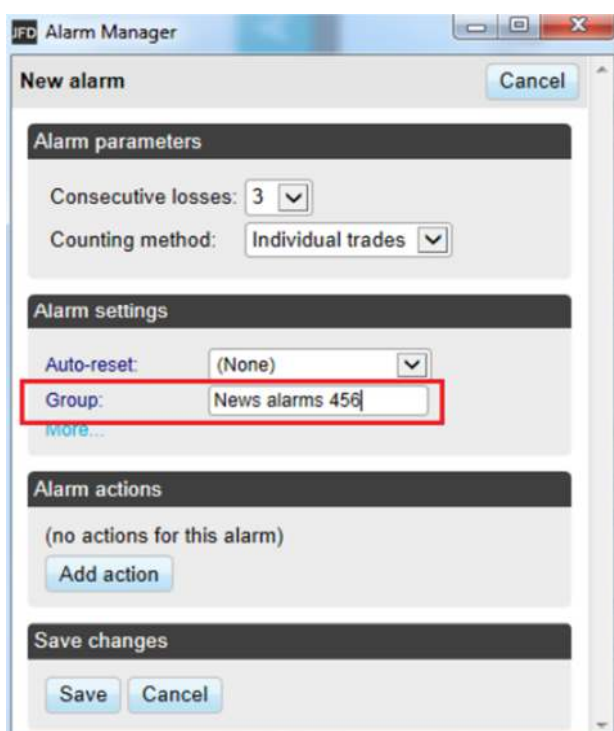 JFD Alarm Manager
New alarm Cancel
Alarm parameters
Consecutive losses: 3
Counting method: Individual trades
Alarm settings
Auto-reset: (None)
Group: News alarms 456
More...
Alarm actions
(no actions for this alarm)
Add action
Save changes
Save Cancel